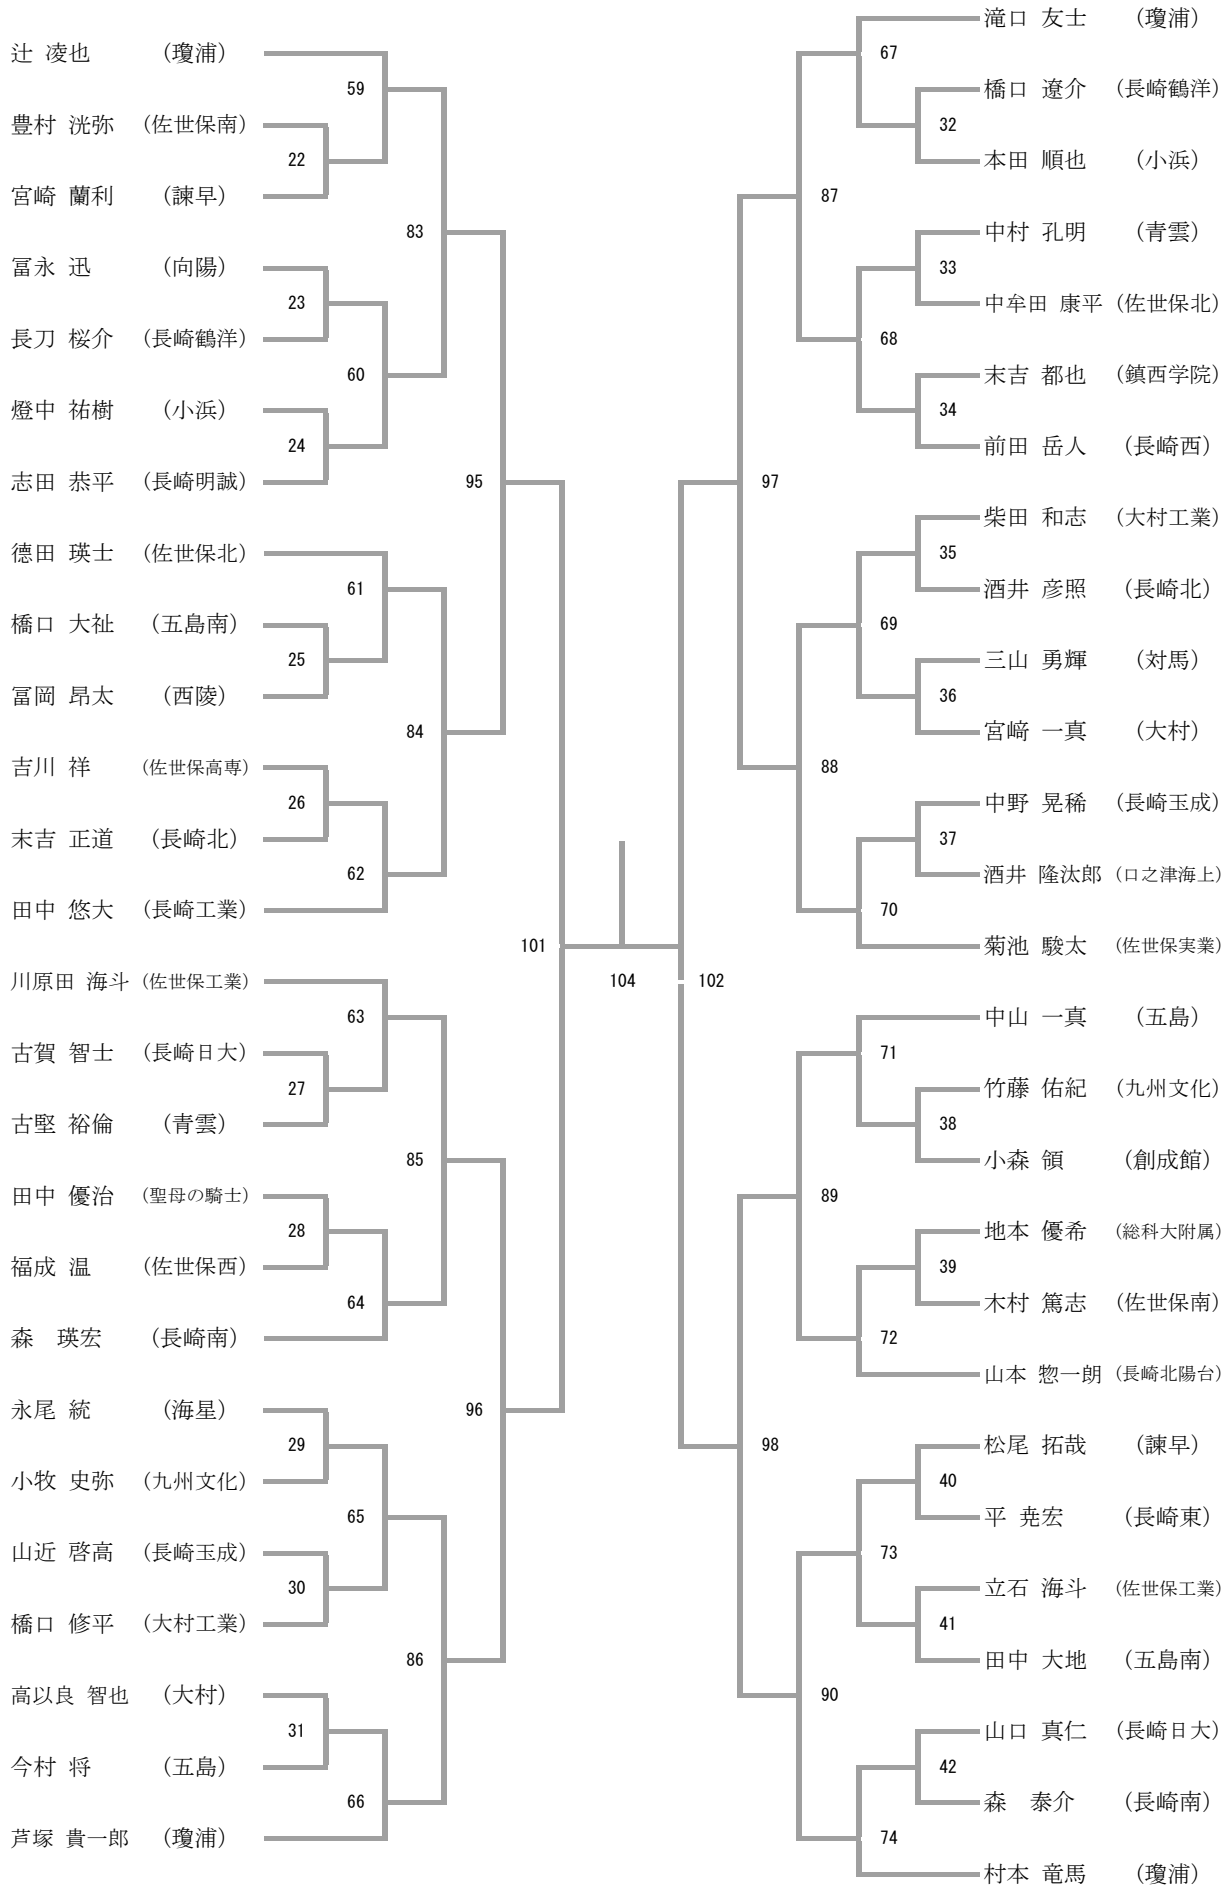 辻 凌也 (瓊浦)
59
豊村 洸弥 (佐世保南)
22
宮崎 蘭利 (諫早)
83
冨永 迅 (向陽)
23
長刀 桜介 (長崎鶴洋)
60
燈中 祐樹 (小浜)
24
志田 恭平 (長崎明誠)
95
德田 瑛士 (佐世保北)
61
橋口 大祉 (五島南)
25
冨岡 昂太 (西陵)
84
吉川 祥 (佐世保高専)
26
末吉 正道 (長崎北)
62
田中 悠大 (長崎工業)
101
川原田 海斗 (佐世保工業)
63
古賀 智士 (長崎日大)
27
古堅 裕倫 (青雲)
85
田中 優治 (聖母の騎士)
28
福成 温 (佐世保西)
64
森 瑛宏 (長崎南)
永尾 統 (海星)
96
29
小牧 史弥 (九州文化)
65
山近 啓高 (長崎玉成)
30
橋口 修平 (大村工業)
86
高以良 智也 (大村)
31
今村 将 (五島)
66
芦塚 貴一郎 (瓊浦)
104
滝口 友士 (瓊浦)
67
橋口 遼介 (長崎鶴洋)
32
本田 順也 (小浜)
87
中村 孔明 (青雲)
33
中牟田 康平 (佐世保北)
68
末吉 都也 (鎮西学院)
34
前田 岳人 (長崎西)
97
柴田 和志 (大村工業)
35
酒井 彦照 (長崎北)
69
三山 勇輝 (対馬)
36
宮﨑 一真 (大村)
88
中野 晃稀 (長崎玉成)
37
酒井 隆汰郎 (口之津海上)
70
菊池 駿太 (佐世保実業)
102
中山 一真 (五島)
71
竹藤 佑紀 (九州文化)
38
小森 領 (創成館)
89
地本 優希 (総科大附属)
39
木村 篤志 (佐世保南)
72
山本 惣一朗 (長崎北陽台)
松尾 拓哉 (諫早)
98
40
平 尭宏 (長崎東)
73
立石 海斗 (佐世保工業)
41
田中 大地 (五島南)
90
山口 真仁 (長崎日大)
42
森 泰介 (長崎南)
74
村本 竜馬 (瓊浦)